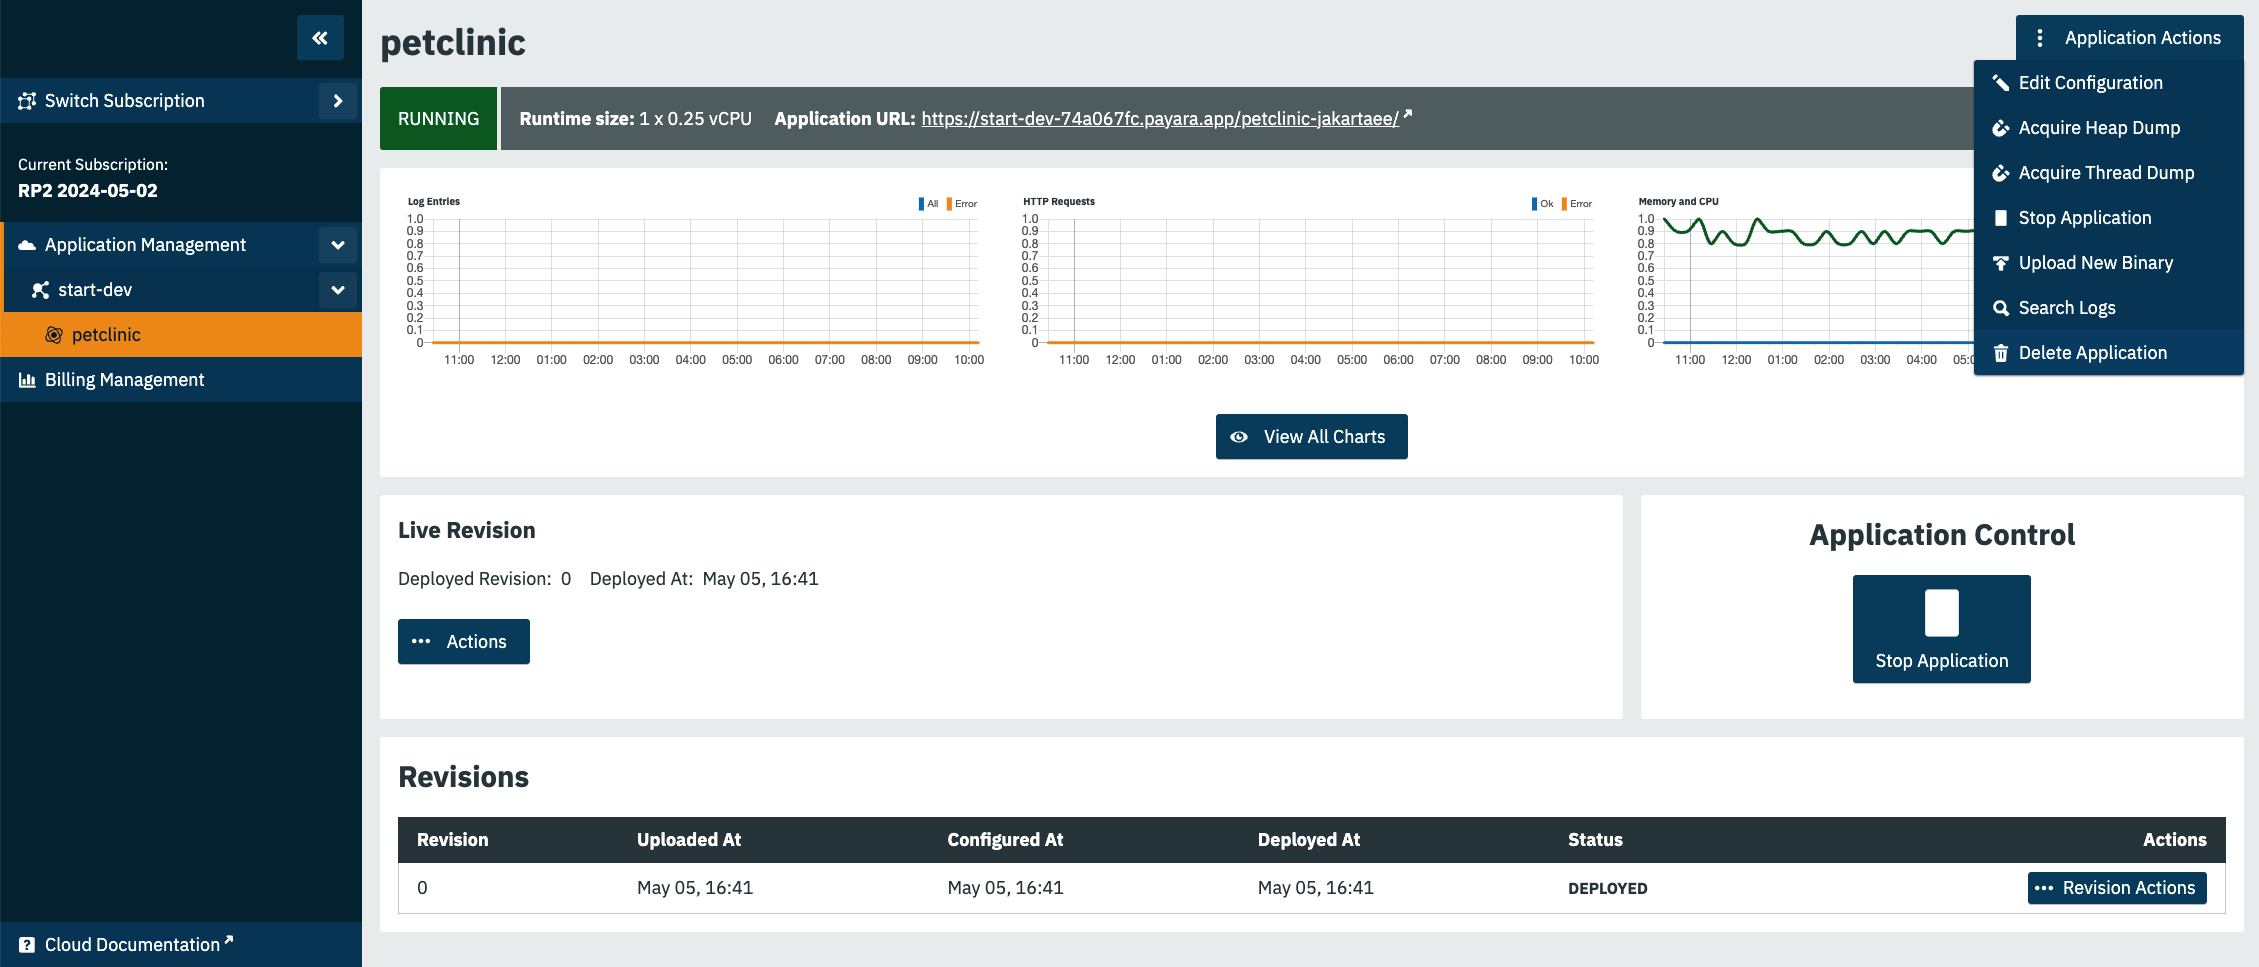 petclinic
Application Actions
Switch Subscription
Current Subscription:
RP2 2024-05-02
Application Management
start-dev
petclinic
Billing Management
Cloud Documentation
RUNNING
Runtime size: 1 x 0.25 vCPU Application URL: https://start-dev-74a067fc.payara.app/petclinic-jakartaee/
Edit Configuration
Acquire Heap Dump
Acquire Thread Dump
Stop Application
Upload New Binary
Search Logs
Delete Application
Log Entries
All Error
1.0
0.9
0.8
0.7
0.6
0.5
0.4
0.3
0.2
0.1
0
11:00 12:00 01:00 02:00 03:00 04:00 05:00 06:00 07:00 08:00 09:00 10:00
HTTP Requests
Ok Error
1.0
0.9
0.8
0.7
0.6
0.5
0.4
0.3
0.2
0.1
0
11:00 12:00 01:00 02:00 03:00 04:00 05:00 06:00 07:00 08:00 09:00 10:00
Memory and CPU
1.0
0.9
0.8
0.7
0.6
0.5
0.4
0.3
0.2
0.1
0
11:00 12:00 01:00 02:00 03:00 04:00
View All Charts
Live Revision
Deployed Revision: 0 Deployed At: May 05, 16:41
Actions
Application Control
Stop Application
Revisions
Revision Uploaded At Configured At Deployed At Status Actions
0 May 05, 16:41 May 05, 16:41 May 05, 16:41 DEPLOYED Revision Actions